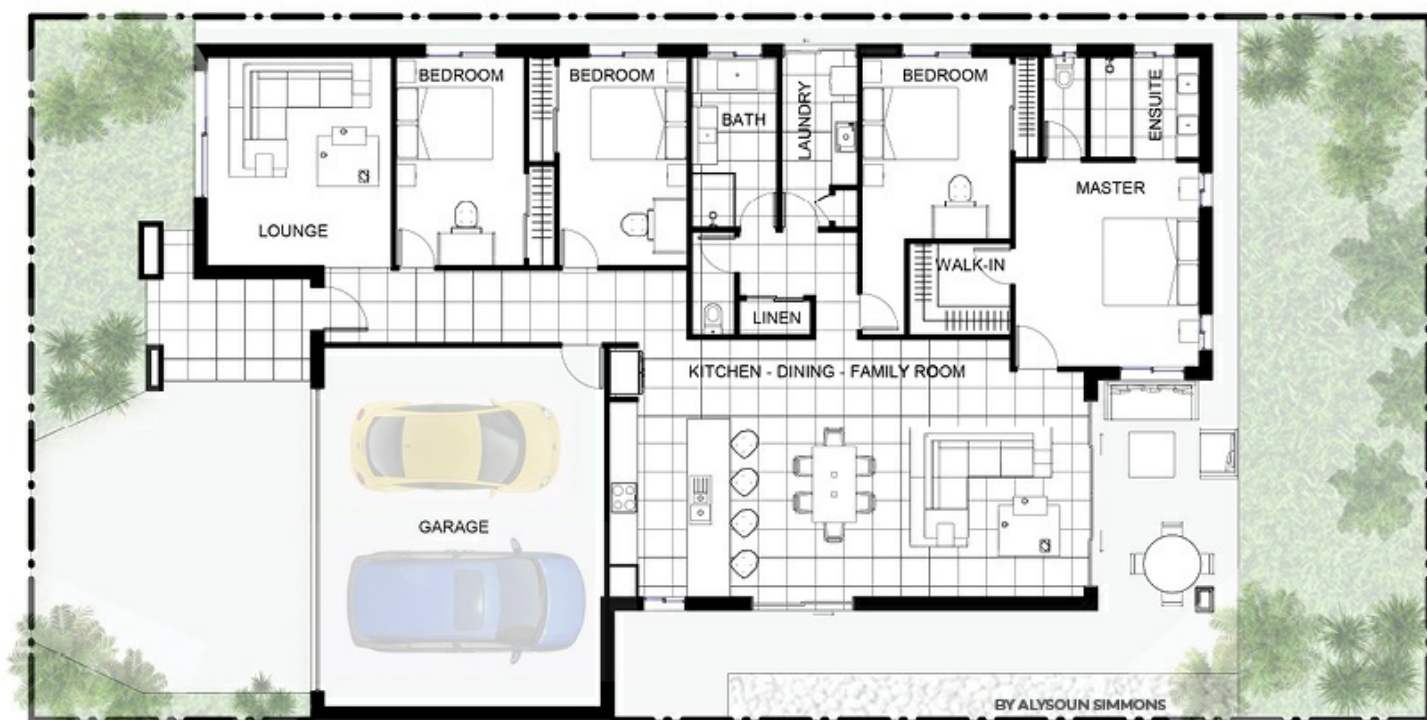 BEDROOM
BEDROOM
BATH
LAUNDRY
BEDROOM
ENSUITE
MASTER
LOUNGE
WALK-IN
LINEN
KITCHEN - DINING - FAMILY ROOM
GARAGE
BY ALYSOUN SIMMONS